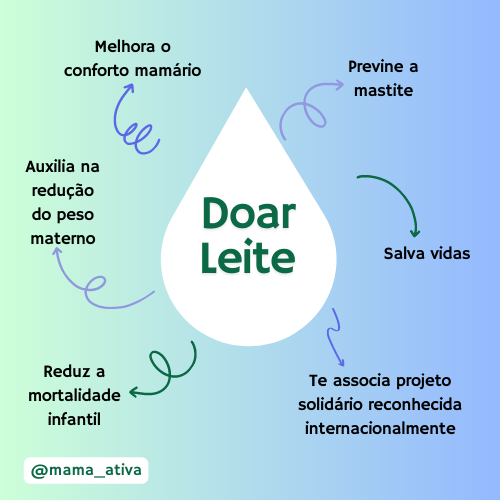 Melhora o
conforto mamário
Previne a
mastite
Auxilia na
redução
do peso
materno
Doar
Leite
Salva vidas
Reduz a
mortalidade
infantil
Te associa projeto
solidário reconhecida
internacionalmente
@mama_ativa